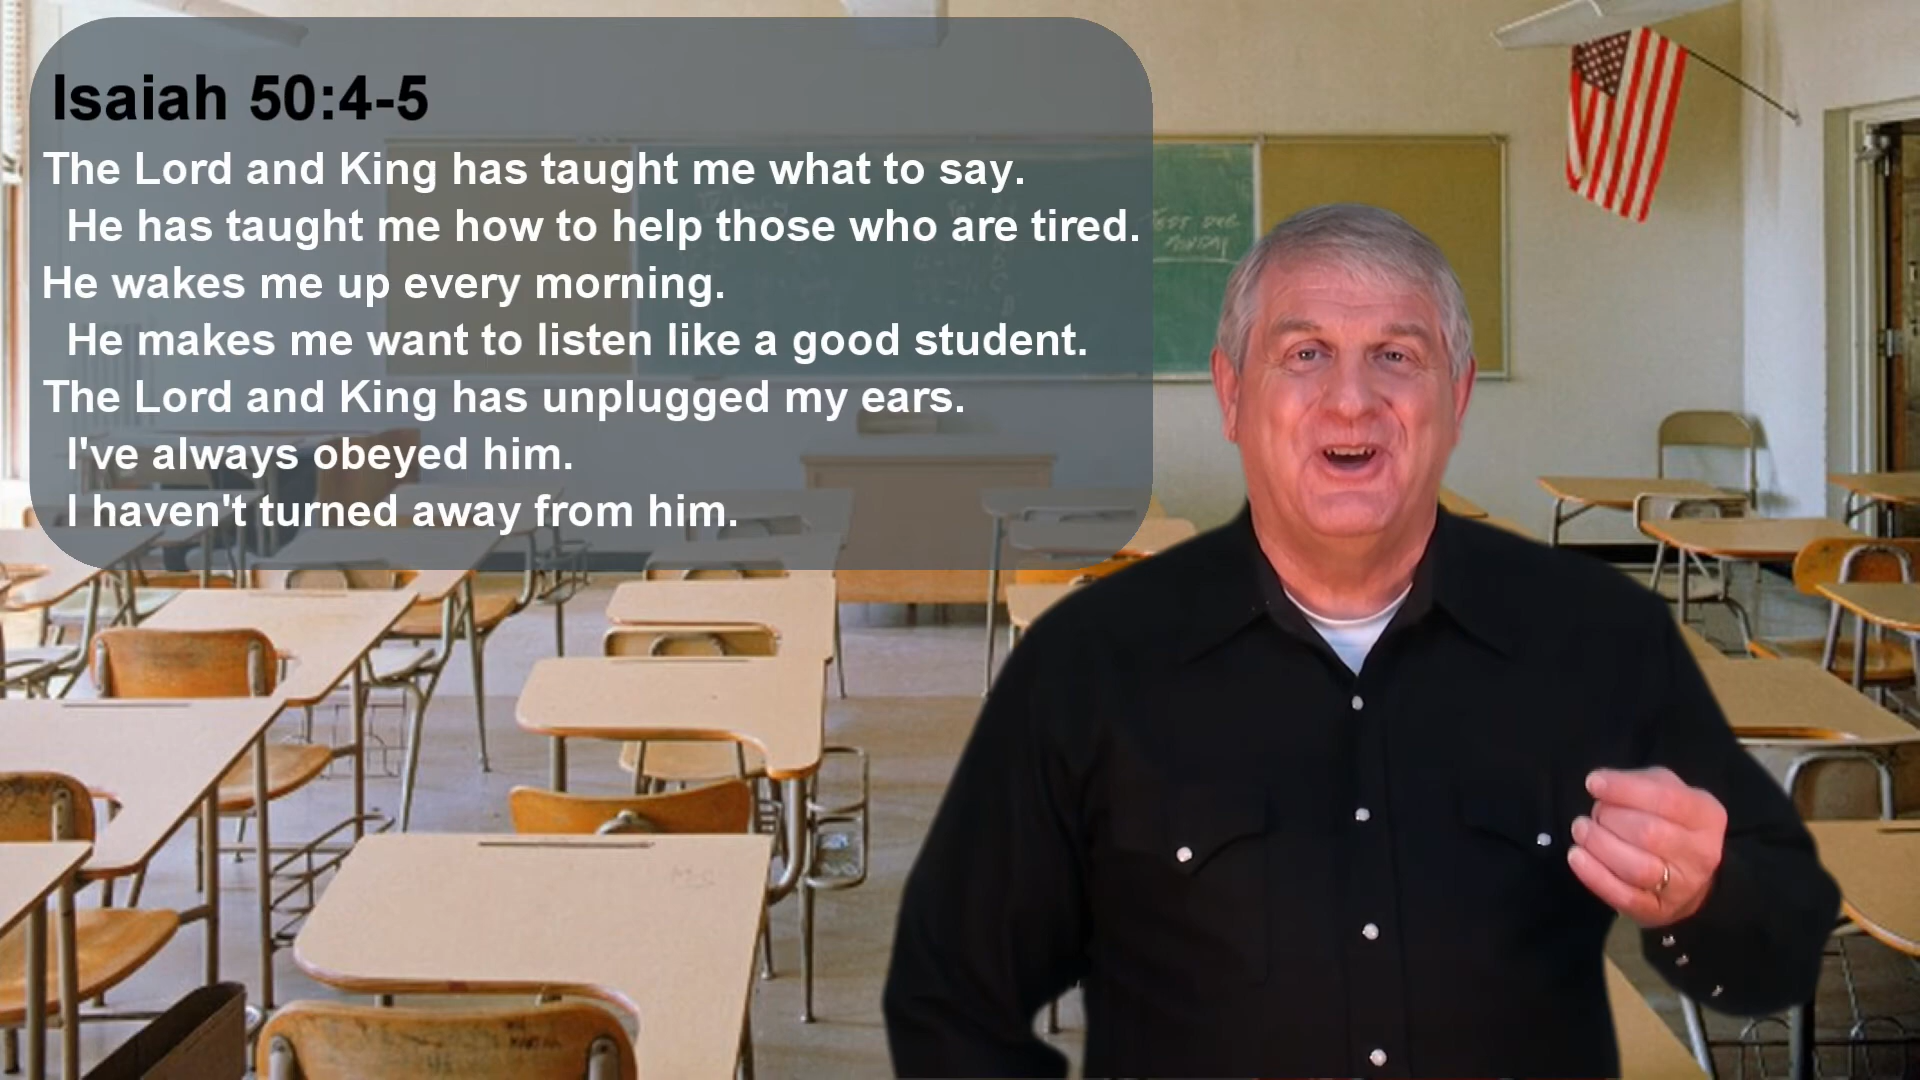 Isaiah 50:4-5
The Lord and King has taught me what to say.
He has taught me how to help those who are tired.
He wakes me up every morning.
He makes me want to listen like a good student.
The Lord and King has unplugged my ears.
I've always obeyed him.
I haven't turned away from him.
MONDAY